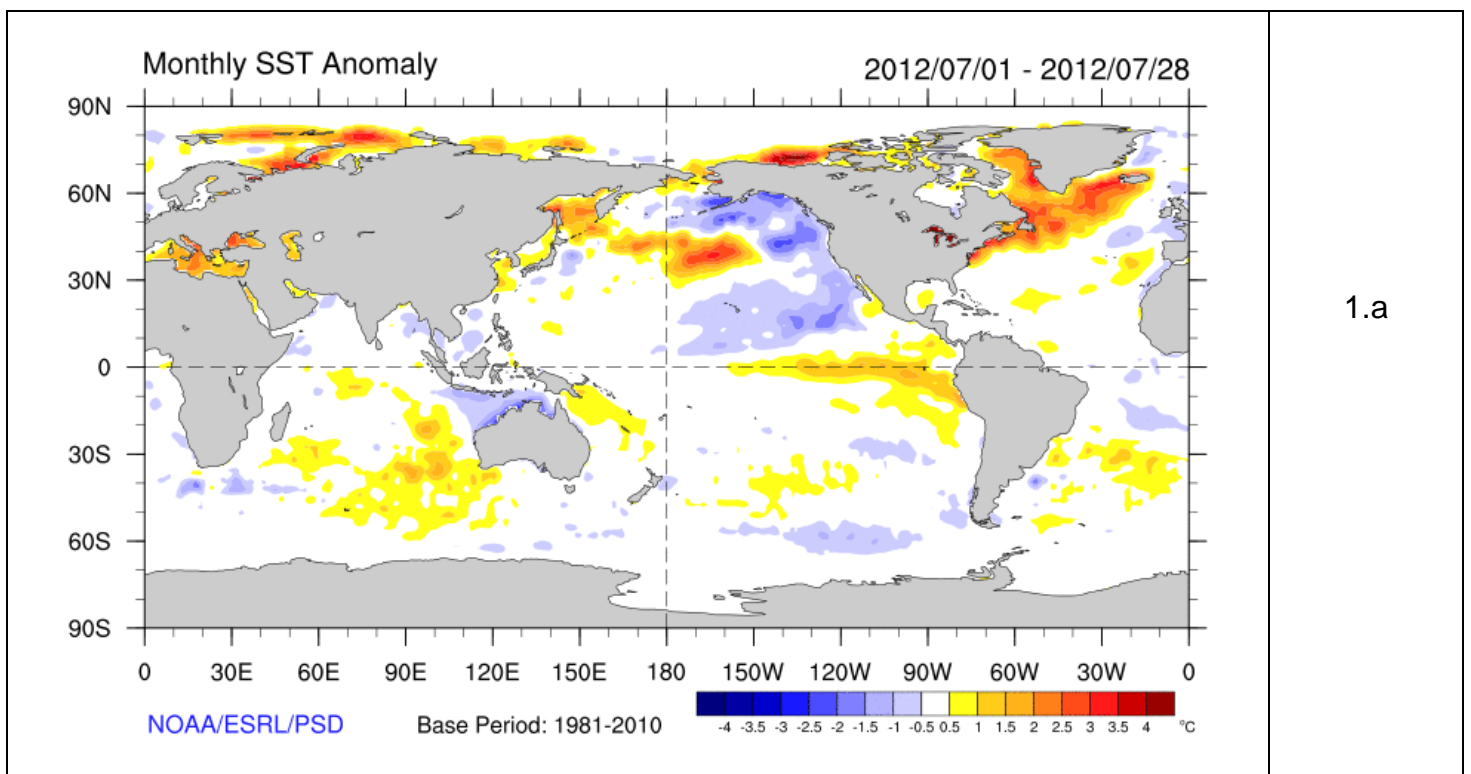 Monthly SST Anomaly 2012/07/01 - 2012/07/28
90N
60N
30N
0
30S
60S
90S
0 30E 60E 90E 120E 150E 180 150W 120W 90W 60W 30W 0
NOAA/ESRL/PSD Base Period: 1981-2010
-4 -3.5 -3 -2.5 -2 -1.5 -1 -0.5 0.5 1 1.5 2 2.5 3 3.5 4 °C
1.a